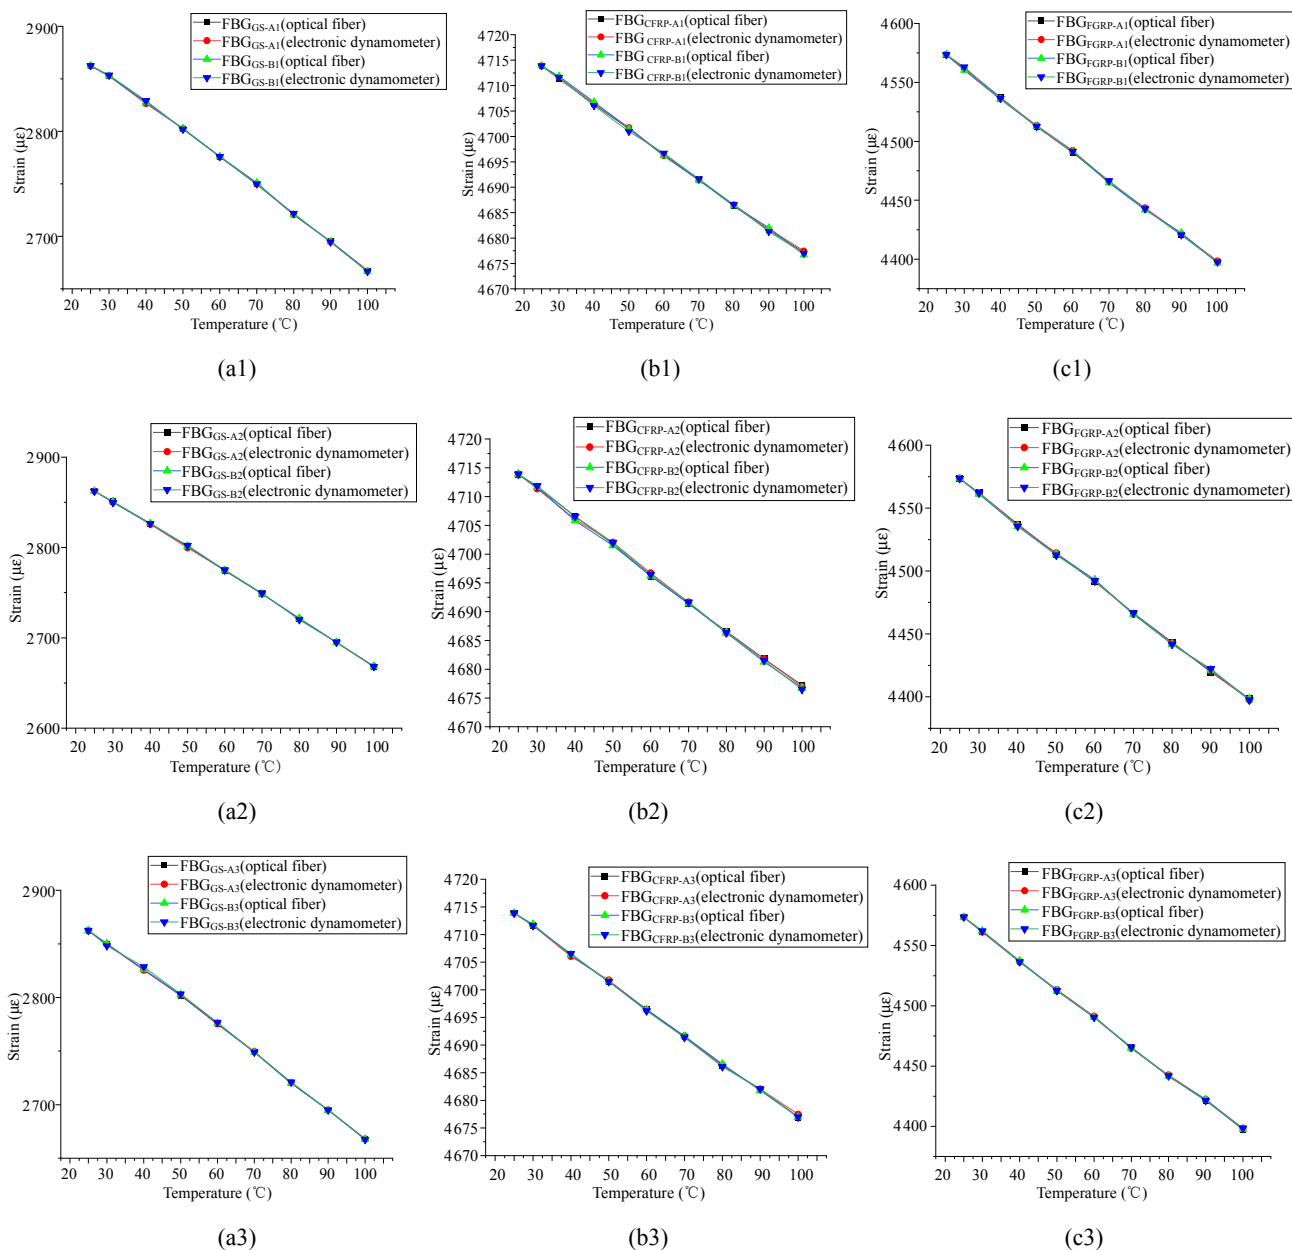 FBGGS-A1(optical fiber)
FBGGS-A1(electronic dynamometer)
FBGGS-B1(optical fiber)
FBGGS-B1(electronic dynamometer)
2900
2800
2700
Strain (με)
20 30 40 50 60 70 80 90 100
Temperature (℃)
(a1)
FBGCFRP-A1(optical fiber)
FBGCFRP-A1(electronic dynamometer)
FBG CFRP-B1(optical fiber)
FBG CFRP-B1(electronic dynamometer)
4720
4715
4710
4705
4700
4695
4690
4685
4680
4675
4670
Strain (με)
20 30 40 50 60 70 80 90 100
Temperature (℃)
(b1)
FBGFGRP-A1(optical fiber)
FBGFGRP-A1(electronic dynamometer)
FBGFGRP-B1(optical fiber)
FBGFGRP-B1(electronic dynamometer)
4600
4550
4500
4450
4400
Strain (με)
20 30 40 50 60 70 80 90 100
Temperature (℃)
(c1)
FBGGS-A2(optical fiber)
FBGGS-A2(electronic dynamometer)
FBGGS-B2(optical fiber)
FBGGS-B2(electronic dynamometer)
2900
2800
2700
2600
Strain (με)
20 30 40 50 60 70 80 90 100
Temperature (℃)
(a2)
FBGCFRP-A2(optical fiber)
FBGCFRP-A2(electronic dynamometer)
FBGCFRP-B2(optical fiber)
FBGCFRP-B2(electronic dynamometer)
4720
4715
4710
4705
4700
4695
4690
4685
4680
4675
4670
Strain (με)
20 30 40 50 60 70 80 90 100
Temperature (℃)
(b2)
FBGFGRP-A2(optical fiber)
FBGFGRP-A2(electronic dynamometer)
FBGFGRP-B2(optical fiber)
FBGFGRP-B2(electronic dynamometer)
4600
4550
4500
4450
4400
Strain (με)
20 30 40 50 60 70 80 90 100
Temperature (℃)
(c2)
FBGGS-A3(optical fiber)
FBGGS-A3(electronic dynamometer)
FBGGS-B3(optical fiber)
FBGGS-B3(electronic dynamometer)
2900
2800
2700
Strain (με)
20 30 40 50 60 70 80 90 100
Temperature (℃)
(a3)
FBGCFRP-A3(optical fiber)
FBGCFRP-A3(electronic dynamometer)
FBGCFRP-B3(optical fiber)
FBGCFRP-B3(electronic dynamometer)
4720
4715
4710
4705
4700
4695
4690
4685
4680
4675
4670
Strain (με)
20 30 40 50 60 70 80 90 100
Temperature (℃)
(b3)
FBGFGRP-A3(optical fiber)
FBGFGRP-A3(electronic dynamometer)
FBGFGRP-B3(optical fiber)
FBGFGRP-B3(electronic dynamometer)
4600
4550
4500
4450
4400
Strain (με)
20 30 40 50 60 70 80 90 100
Temperature (℃)
(c3)